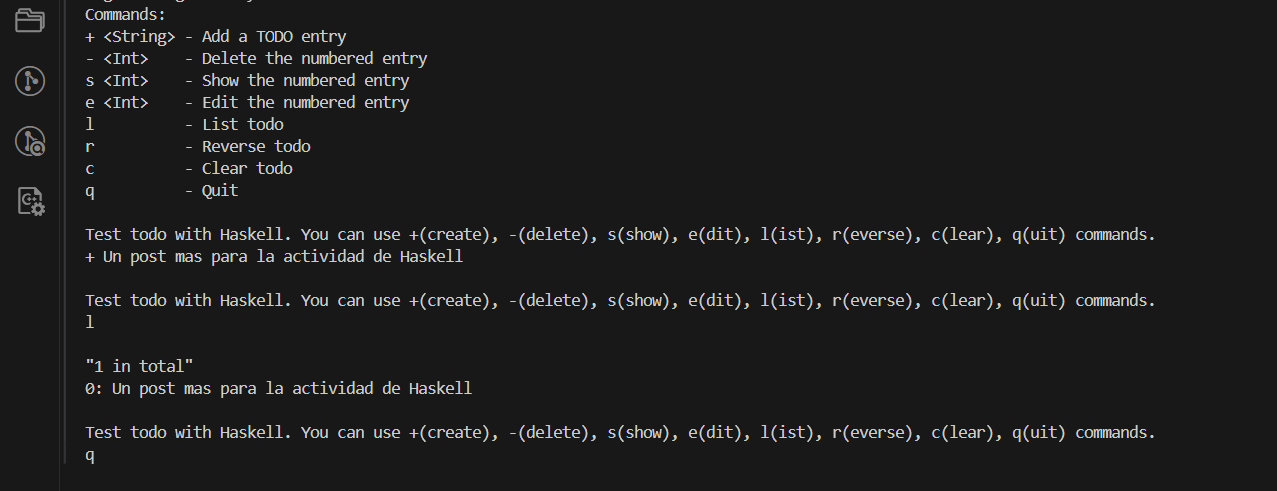 Commands:
+ <String> - Add a TODO entry
- <Int>    - Delete the numbered entry
s <Int>    - Show the numbered entry
e <Int>    - Edit the numbered entry
l          - List todo
r          - Reverse todo
c          - Clear todo
q          - Quit
Test todo with Haskell. You can use +(create), -(delete), s(show), e(dit), l(ist), r(everse), c(lear), q(uit) commands.
+ Un post mas para la actividad de Haskell
Test todo with Haskell. You can use +(create), -(delete), s(show), e(dit), l(ist), r(everse), c(lear), q(uit) commands.
l
"1 in total"
0: Un post mas para la actividad de Haskell
Test todo with Haskell. You can use +(create), -(delete), s(show), e(dit), l(ist), r(everse), c(lear), q(uit) commands.
q